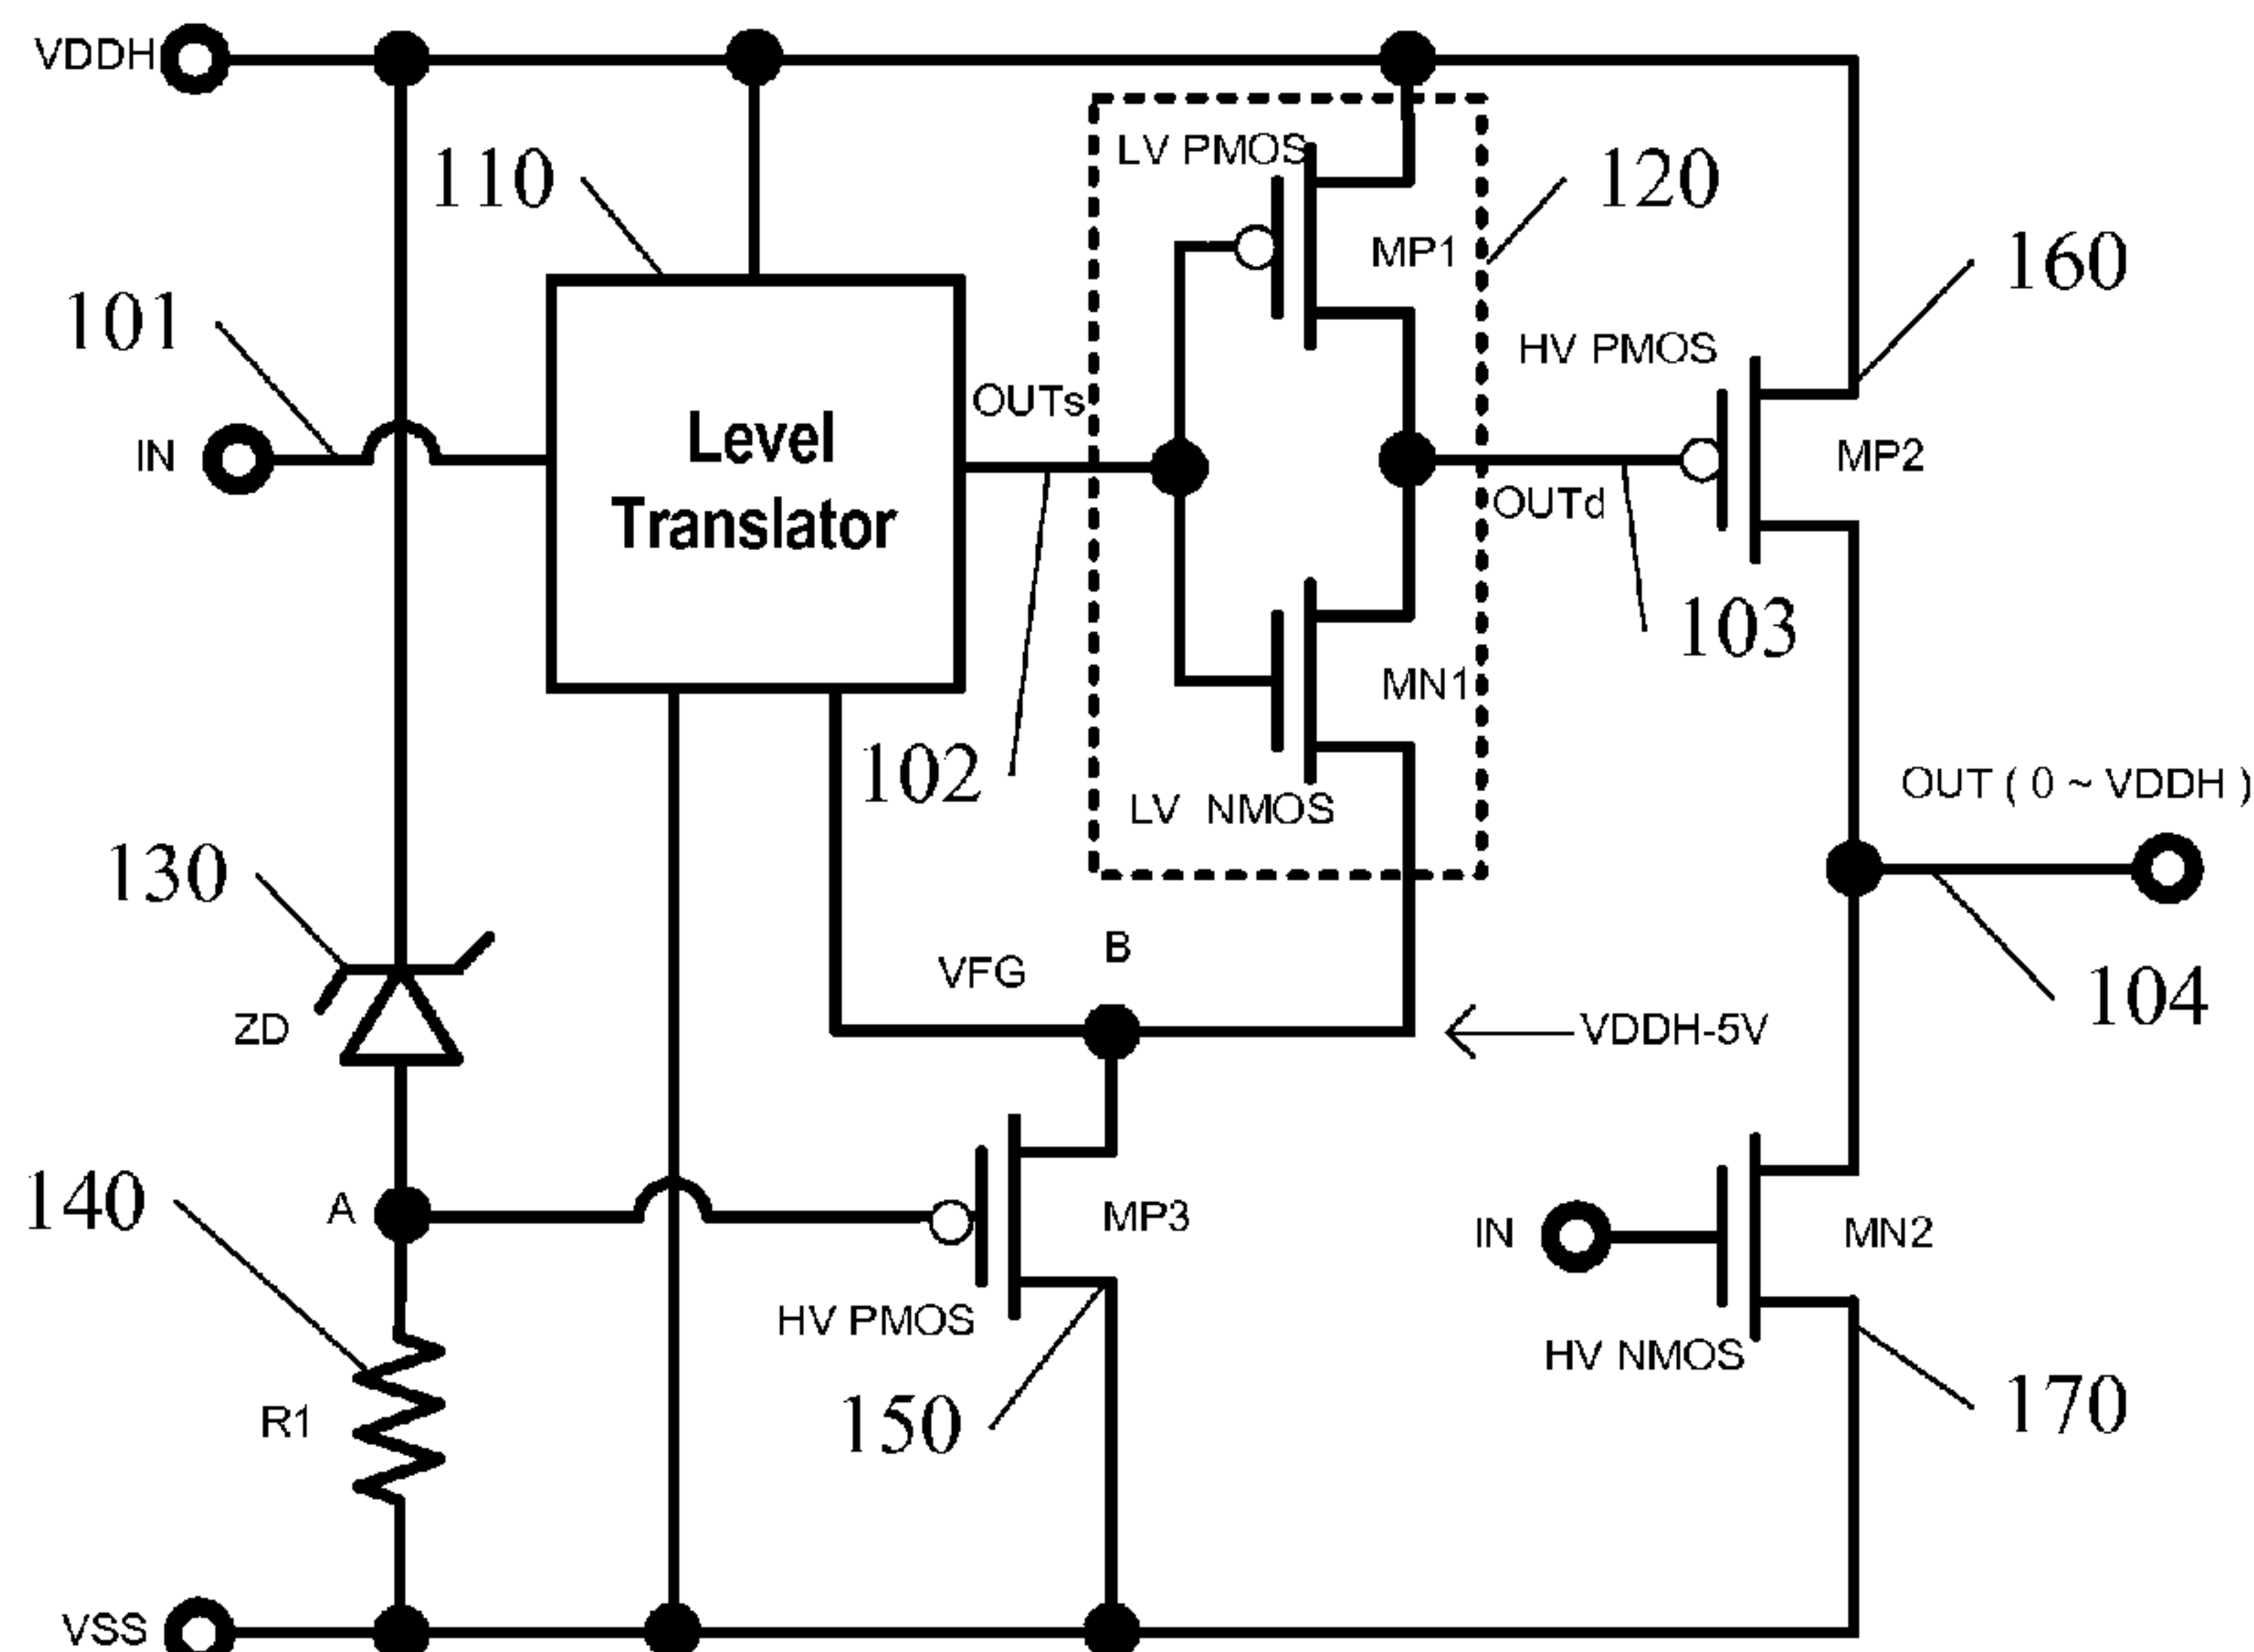 VDDH
LV PMOS
110
120
MP1
160
101
HV PMOS
OUTs
Level
Translator
IN
MP2
OUTd
103
MN1
102
OUT ( 0 ~ VDDH )
LV NMOS
130
B
VFG
104
ZD
VDDH-5V
140
A
MP3
IN
MN2
HV PMOS
HV NMOS
150
170
R1
VSS